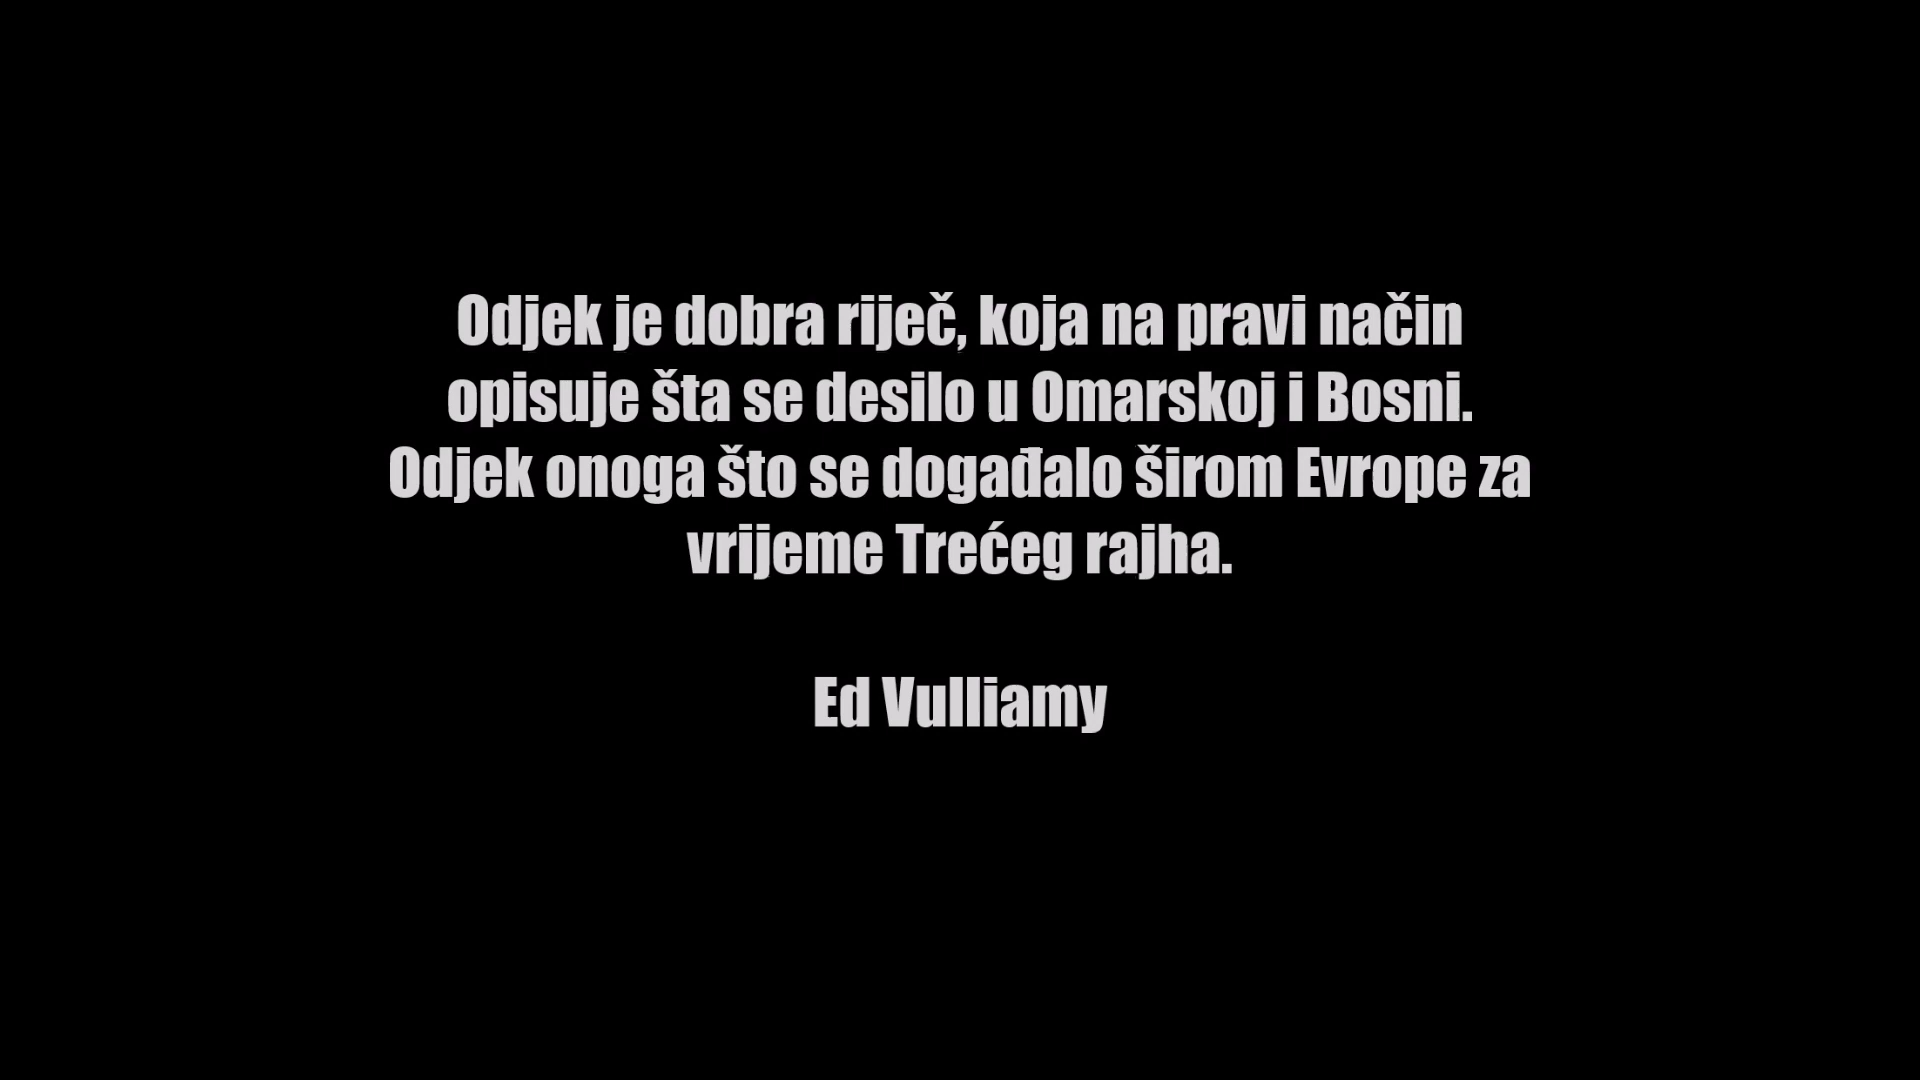 Odjek je dobra riječ, koja na pravi način
opisuje šta se desilo u Omarskoj i Bosni.
Odjek onoga što se događalo širom Evrope za
vrijeme Trećeg rajha.
Ed Vulliamy